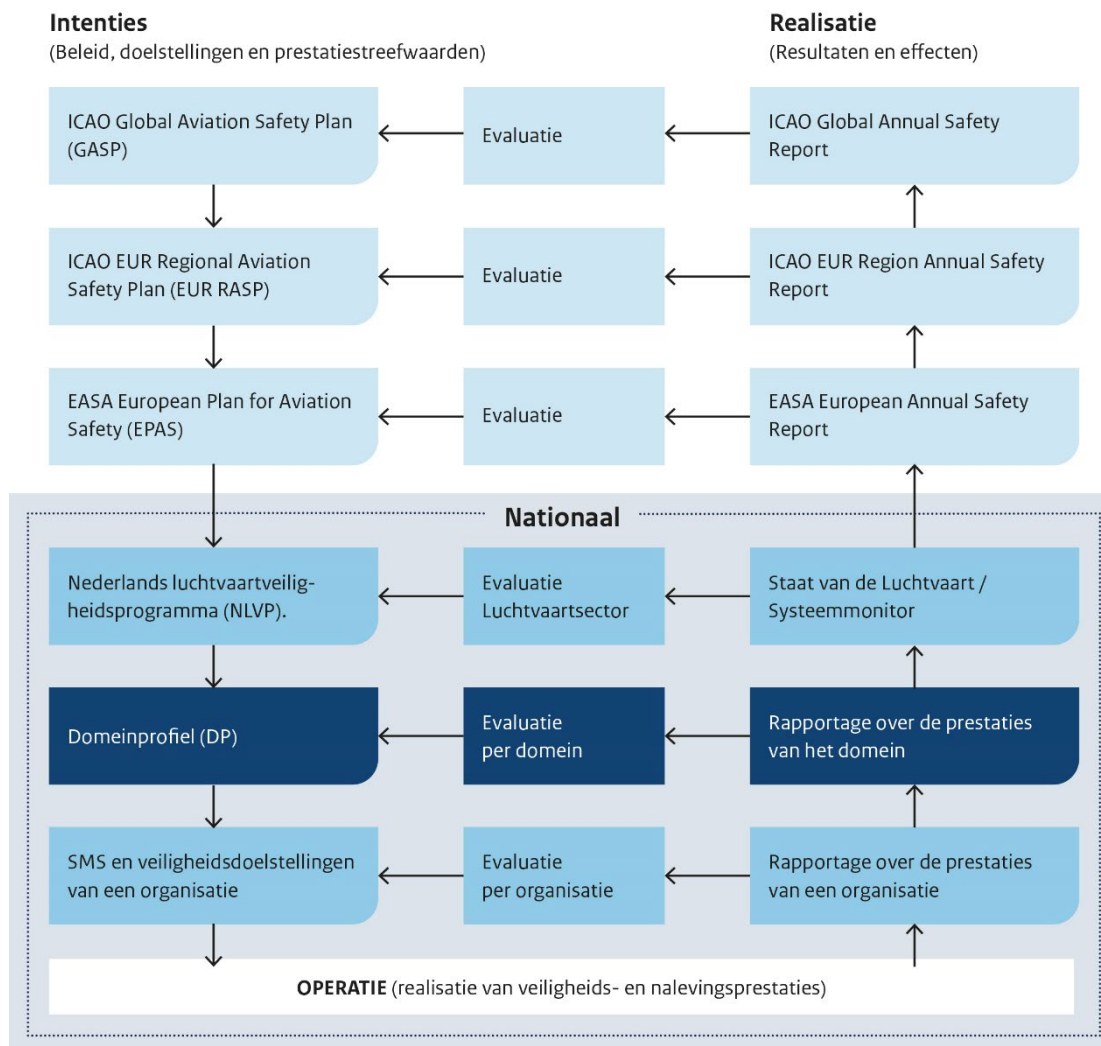 Intenties
(Beleid, doelstellingen en prestatiestreefwaarden)
Realisatie
(Resultaten en effecten)
ICAO Global Aviation Safety Plan
(GASP)
Evaluatie
ICAO Global Annual Safety
Report
ICAO EUR Regional Aviation
Safety Plan (EUR RASP)
Evaluatie
ICAO EUR Region Annual Safety
Report
EASA European Plan for Aviation
Safety (EPAS)
Evaluatie
EASA European Annual Safety
Report
Nationaal
Nederlands luchtvaartveilig-
heidsprogramma (NLVP).
Evaluatie
Luchtvaartsector
Staat van de Luchtvaart /
Systeemmonitor
Domeinprofiel (DP)
Evaluatie
per domein
Rapportage over de prestaties
van het domein
SMS en veiligheidsdoelstellingen
van een organisatie
Evaluatie
per organisatie
Rapportage over de prestaties
van een organisatie
OPERATIE (realisatie van veiligheids- en nalevingsprestaties)